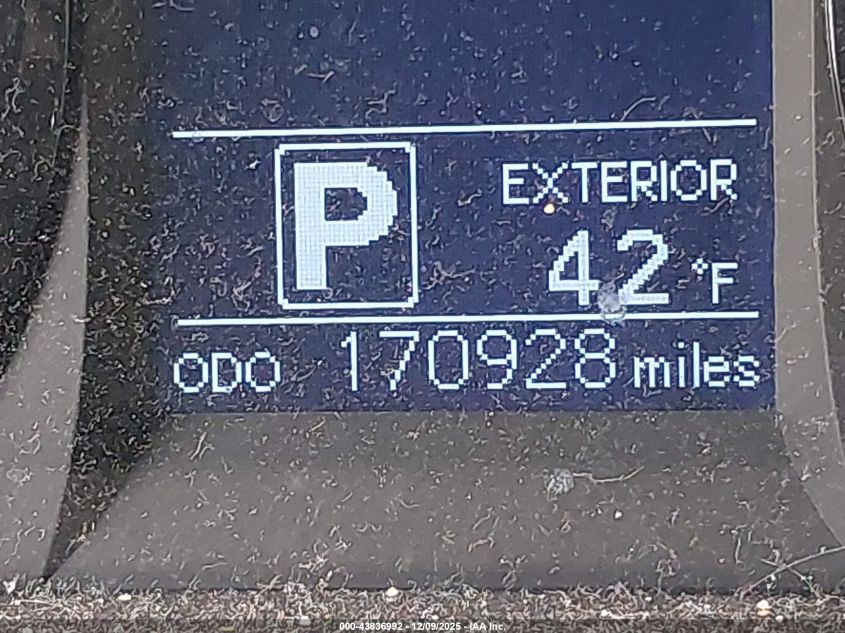 EXTERIOR
P
42 °F
ODO 170928 miles
000-43836992 - 12/09/2025 - IAA Inc.